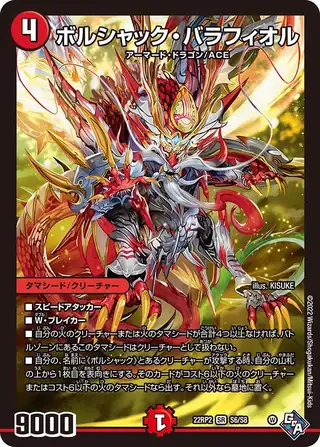 4
ボルシャック・バラフィオル
アーマード・ドラゴン/ACE
illus. KISUKE
タマシード/クリーチャー
■スピードアタッカー
■W・ブレイカー
■自分の火のクリーチャーまたは火のタマシードが合計4つ以上なければ、バト
ルゾーンにあるこのタマシードはクリーチャーとして扱わない。
■自分の、名前に《ボルシャック》とあるクリーチャーが攻撃する時、自分の山札
の上から1枚を表向きにする。そのカードがコスト6以下の火のクリーチャー
またはコスト6以下の火のタマシードなら出す。それ以外なら墓地に置く。
©2022 Wizards/Shogakukan/Mitsui-Kids
9000
1
22RP2 SR S6/S8
W